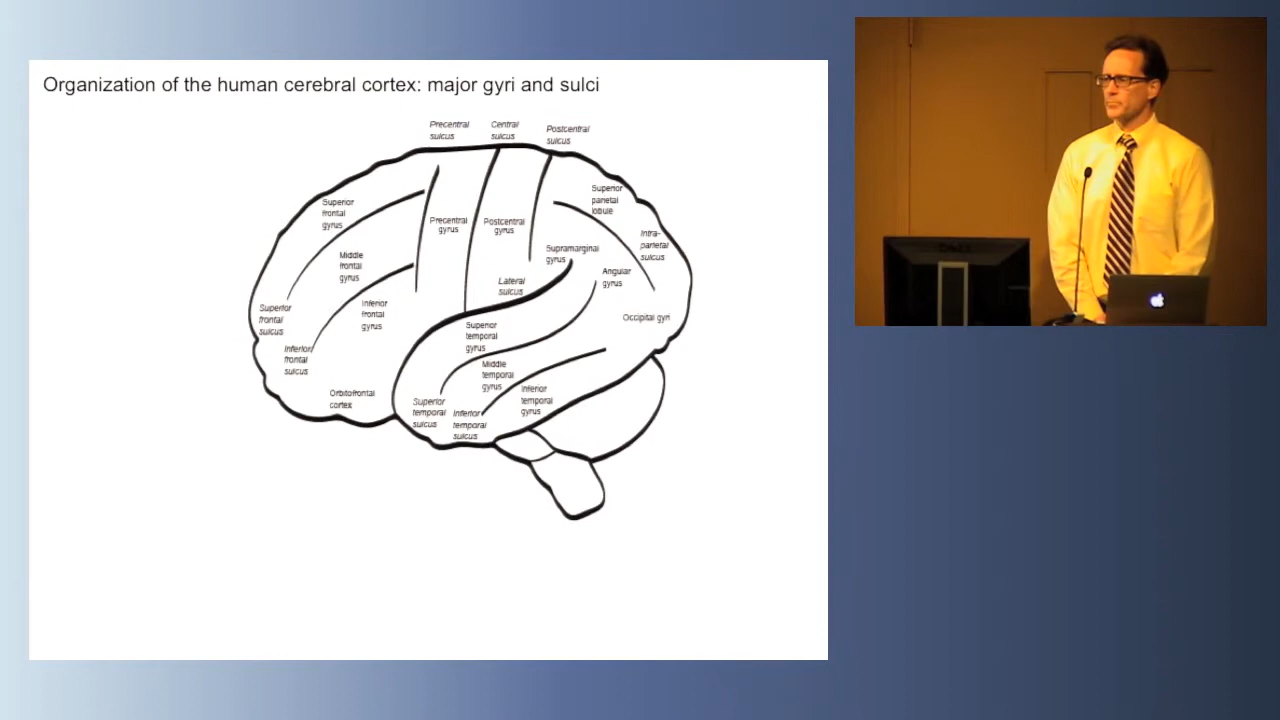 Organization of the human cerebral cortex: major gyri and sulci
Precentral
sulcus
Central
sulcus
Postcentral
sulcus
Superior
frontal
gyrus
Superior
parietal
lobule
Precentral
gyrus
Postcentral
gyrus
Intra-
parietal
sulcus
Middle
frontal
gyrus
Supramarginal
gyrus
Angular
gyrus
Lateral
sulcus
Superior
frontal
sulcus
Inferior
frontal
gyrus
Occipital gyri
Superior
temporal
gyrus
Inferior
frontal
sulcus
Middle
temporal
gyrus
Orbitofrontal
cortex
Inferior
temporal
gyrus
Superior
temporal
sulcus
Inferior
temporal
sulcus